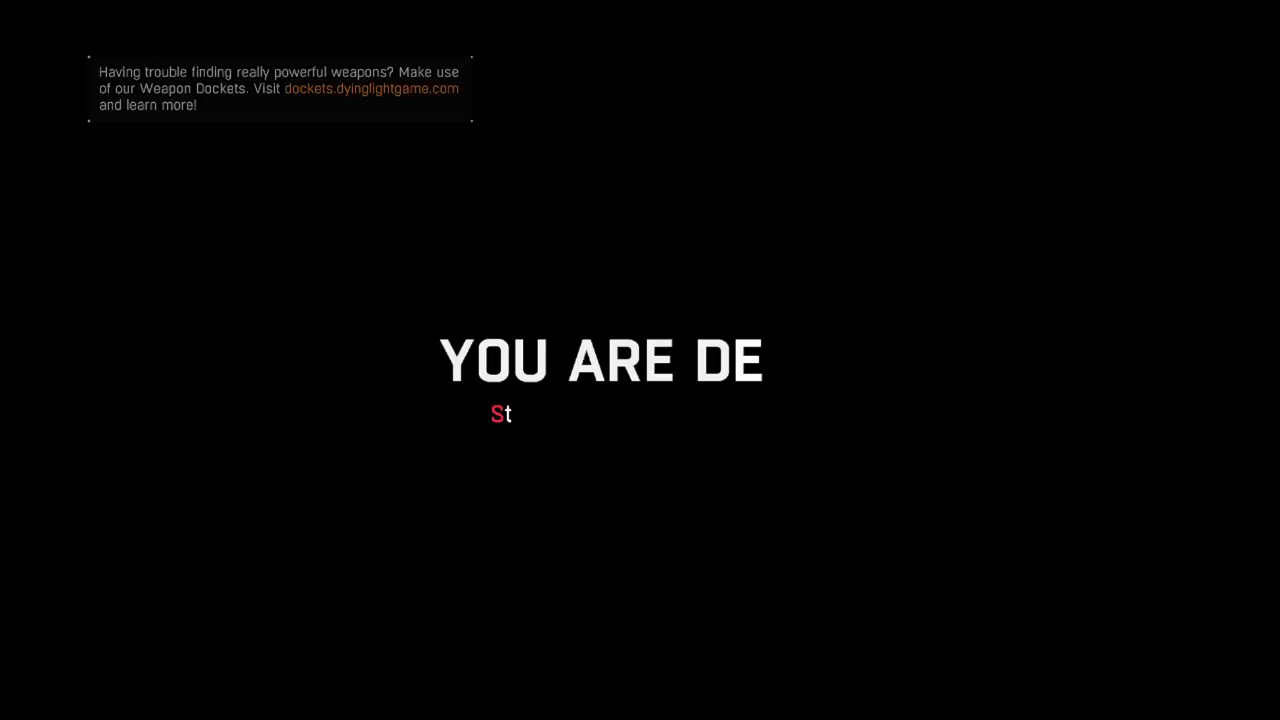 Having trouble finding really powerful weapons? Make use
of our Weapon Dockets. Visit dockets.dyinglightgame.com
and learn more!
YOU ARE DE
St